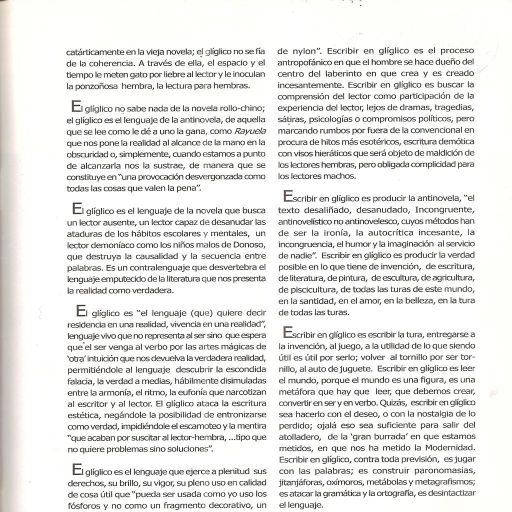 catárticamente en la vieja novela; el glíglico no se fía
de la coherencia. A través de ella, el espacio y el
tiempo le meten gato por liebre al lector y le inoculan
la ponzoñosa hembra, la lectura para hembras.
El glíglico no sabe nada de la novela rollo-chino;
el glíglico es el lenguaje de la antinovela, de aquella
que se lee como le dé a uno la gana, como Rayuela
que nos pone la realidad al alcance de la mano en la
obscuridad o, simplemente, cuando estamos a punto
de alcanzarla nos la sustrae, de manera que se
constituye en "una provocación desvergonzada como
todas las cosas que valen la pena".
El glíglico es el lenguaje de la novela que busca
un lector ausente, un lector capaz de desanudar las
ataduras de los hábitos escolares y mentales, un
lector demoníaco como los niños malos de Donoso,
que destruya la causalidad y la secuencia entre
palabras. Es un contralenguaje que desvertebra el
lenguaje emputecido de la literatura que nos presenta
la realidad como verdadera.
El glíglico es "el lenguaje (que) quiere decir
residencia en una realidad, vivencia en una realidad",
lenguaje vivo que no representa al ser sino que espera
que el ser venga al verbo por las artes mágicas de
'otra' intuición que nos devuelva la verdadera realidad,
permitiéndole al lenguaje descubrir la escondida
falacia, la verdad a medias, hábilmente disimuladas
entre la armonía, el ritmo, la eufonía que narcotizan
al escritor y al lector. El glíglico ataca la escritura
estética, negándole la posibilidad de entronizarse
como verdad, impidiéndole el escamoteo y la mentira
"que acaban por suscitar al lector-hembra, ...tipo que
no quiere problemas sino soluciones".
El glíglico es el lenguaje que ejerce a plenitud sus
derechos, su brillo, su vigor, su pleno uso en calidad
de cosa útil que "pueda ser usada como yo uso los
fósforos y no como un fragmento decorativo, un
de nylon". Escribir en glíglico es el proceso
antropofánico en que el hombre se hace dueño del
centro del laberinto en que crea y es creado
incesantemente. Escribir en glíglico es buscar la
comprensión del lector como participación de la
experiencia del lector, lejos de dramas, tragedias,
sátiras, psicologías o compromisos políticos, pero
marcando rumbos por fuera de la convencional en
procura de hitos más esotéricos, escritura demótica
con visos hieráticos que será objeto de maldición de
los lectores hembras, pero obligada complicidad para
los lectores machos.
Escribir en glíglico es producir la antinovela, "el
texto desaliñado, desanudado, Incongruente,
antinovelístico no antinovelesco, cuyos métodos han
de ser la ironía, la autocrítica incesante, la
incongruencia, el humor y la imaginación al servicio
de nadie". Escribir en glíglico es producir la verdad
posible en lo que tiene de invención, de escritura,
de literatura, de pintura, de escultura, de agricultura,
de piscicultura, de todas las turas de este mundo,
en la santidad, en el amor, en la belleza, en la tura
de todas las turas.
Escribir en glíglico es escribir la tura, entregarse a
la invención, al juego, a la utilidad de lo que siendo
útil es útil por serlo; volver al tornillo por ser tor-
nillo, al auto de juguete. Escribir en glíglico es leer
el mundo, porque el mundo es una figura, es una
metáfora que hay que leer, que debemos crear,
convertir en ser y en verbo. Quizás, escribir en glíglico
sea hacerlo con el deseo, o con la nostalgia de lo
perdido; ojalá eso sea suficiente para salir del
atolladero, de la 'gran burrada' en que estamos
metidos, en que nos ha metido la Modernidad.
Escribir en glíglico, contra toda previsión, es jugar
con las palabras; es construir paronomasias,
jitanjáforas, oxímoros, metábolas y metagrafismos;
es atacar la gramática y la ortografía, es desintactizar
el lenguaje.